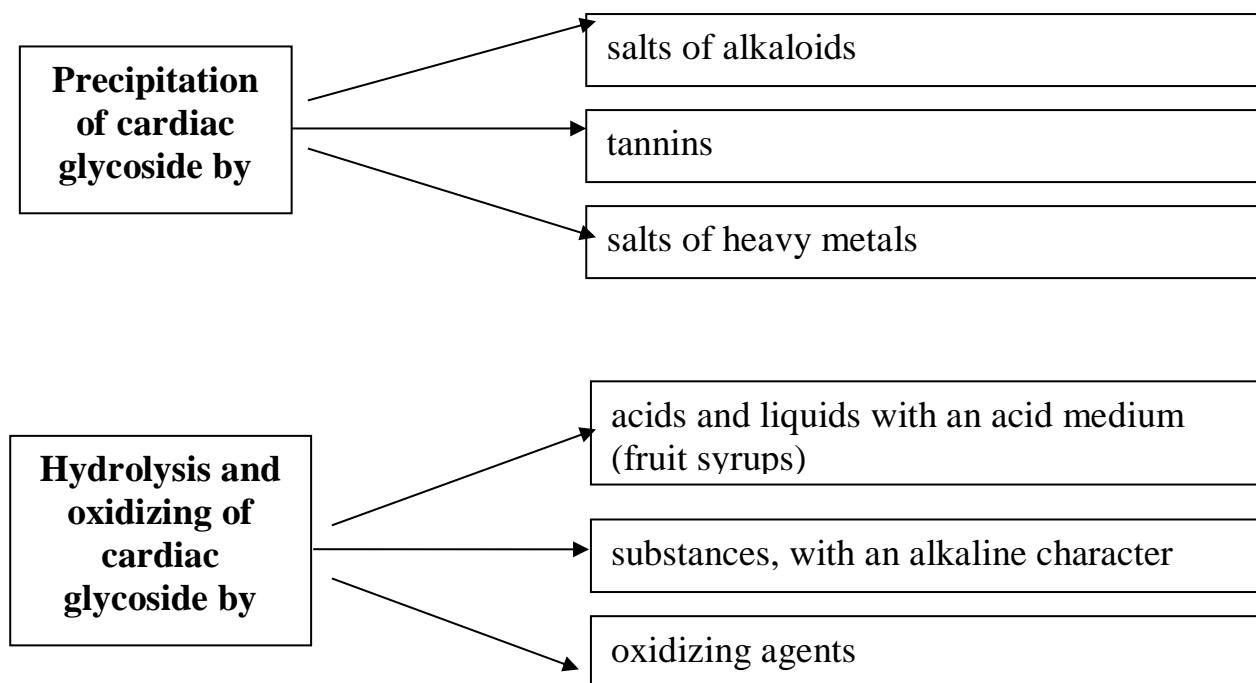 Precipitation
of cardiac
glycoside by
salts of alkaloids
tannins
salts of heavy metals
Hydrolysis and
oxidizing of
cardiac
glycoside by
acids and liquids with an acid medium
(fruit syrups)
substances, with an alkaline character
oxidizing agents